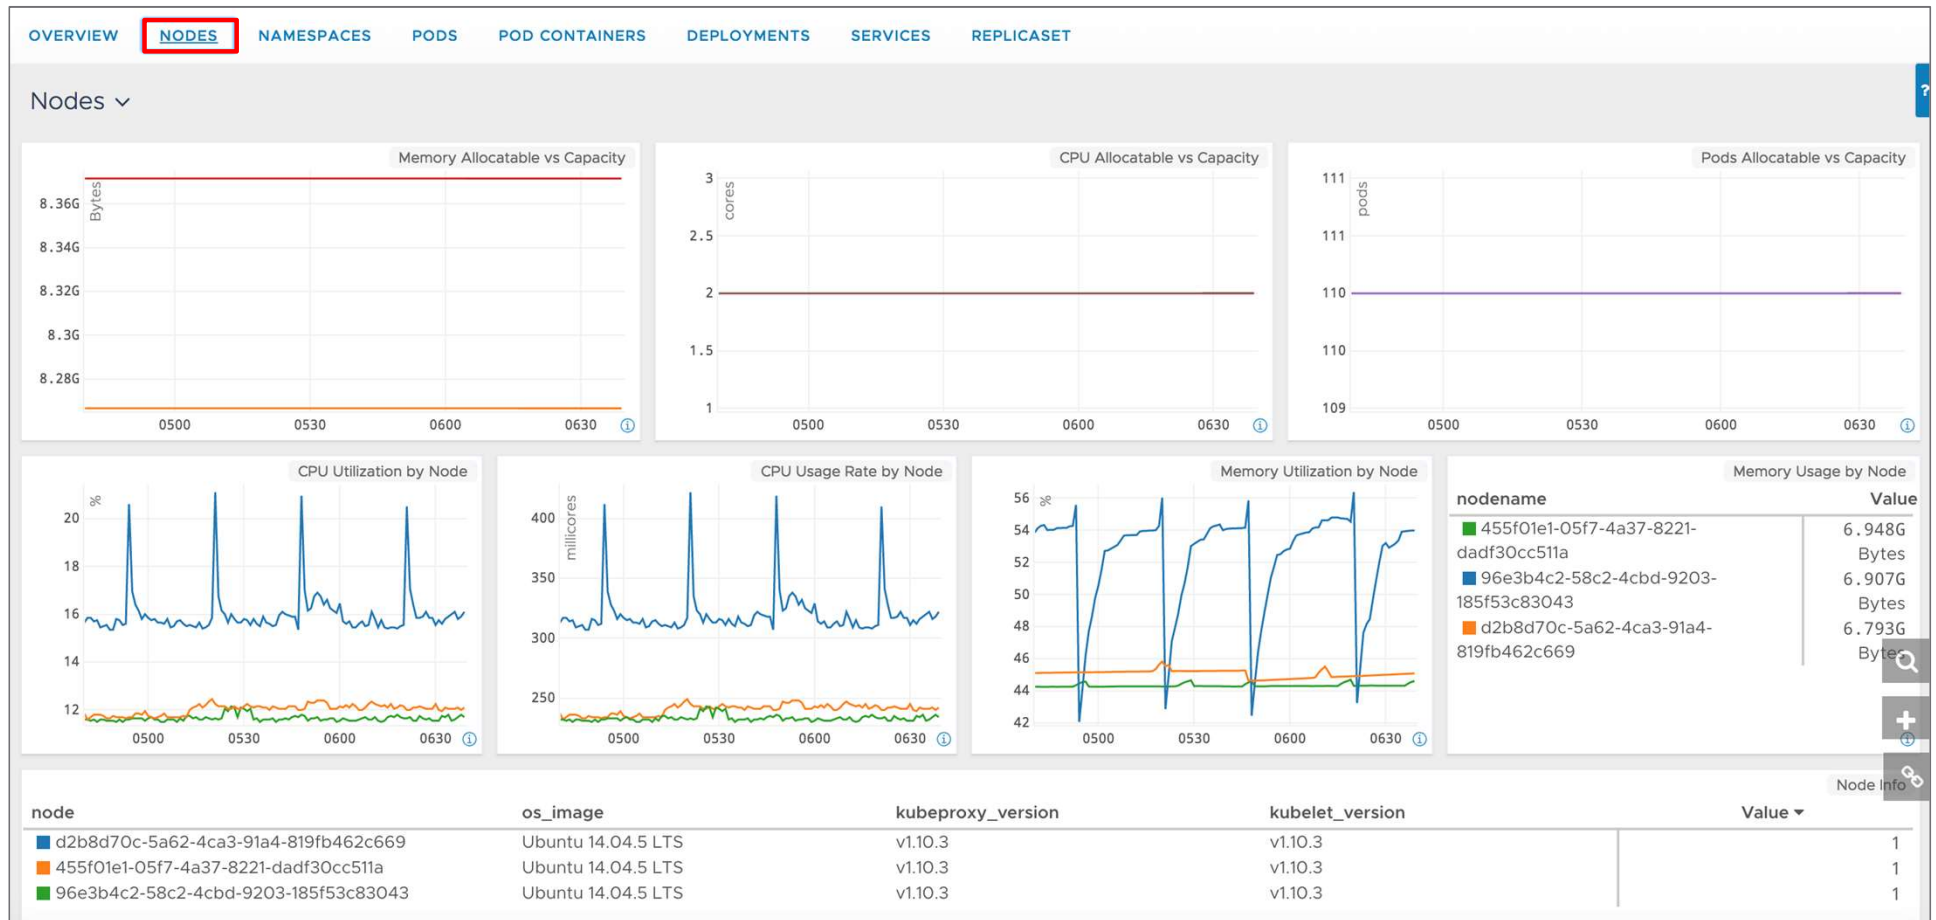 OVERVIEW NODES NAMESPACES PODS POD CONTAINERS DEPLOYMENTS SERVICES REPLICASET
?
Nodes
Memory Allocatable vs Capacity
Bytes
8.36G
8.34G
8.32G
8.3G
8.28G
0500 0530 0600 0630
CPU Allocatable vs Capacity
cores
3
2.5
2
1.5
1
0500 0530 0600 0630
Pods Allocatable vs Capacity
pods
111
111
110
110
109
0500 0530 0600 0630
CPU Utilization by Node
%
20
18
16
14
12
0500 0530 0600 0630
CPU Usage Rate by Node
millicores
400
350
300
250
0500 0530 0600 0630
Memory Utilization by Node
%
56
54
52
50
48
46
44
42
0500 0530 0600 0630
Memory Usage by Node
nodename Value
455f01e1-05f7-4a37-8221- 6.948G
dadf30cc511a Bytes
96e3b4c2-58c2-4cbd-9203- 6.907G
185f53c83043 Bytes
d2b8d70c-5a62-4ca3-91a4- 6.793G
819fb462c669 Bytes
Node Info
node os_image kubeproxy_version kubelet_version Value
d2b8d70c-5a62-4ca3-91a4-819fb462c669 Ubuntu 14.04.5 LTS v1.10.3 v1.10.3 1
455f01e1-05f7-4a37-8221-dadf30cc511a Ubuntu 14.04.5 LTS v1.10.3 v1.10.3 1
96e3b4c2-58c2-4cbd-9203-185f53c83043 Ubuntu 14.04.5 LTS v1.10.3 v1.10.3 1